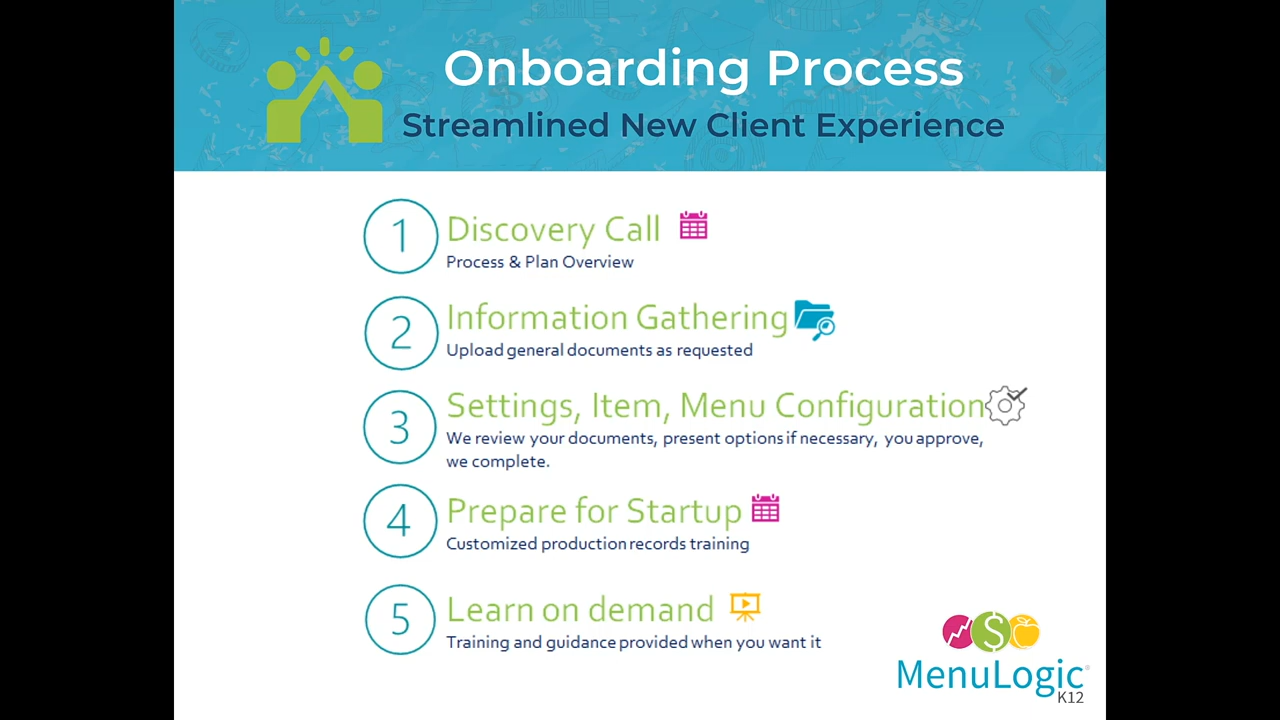 Onboarding Process
Streamlined New Client Experience
1
Discovery Call
Process & Plan Overview
2
Information Gathering
Upload general documents as requested
3
Settings, Item, Menu Configuration
We review your documents, present options if necessary, you approve,
we complete.
4
Prepare for Startup
Customized production records training
5
Learn on demand
Training and guidance provided when you want it
$
MenuLogic
K12